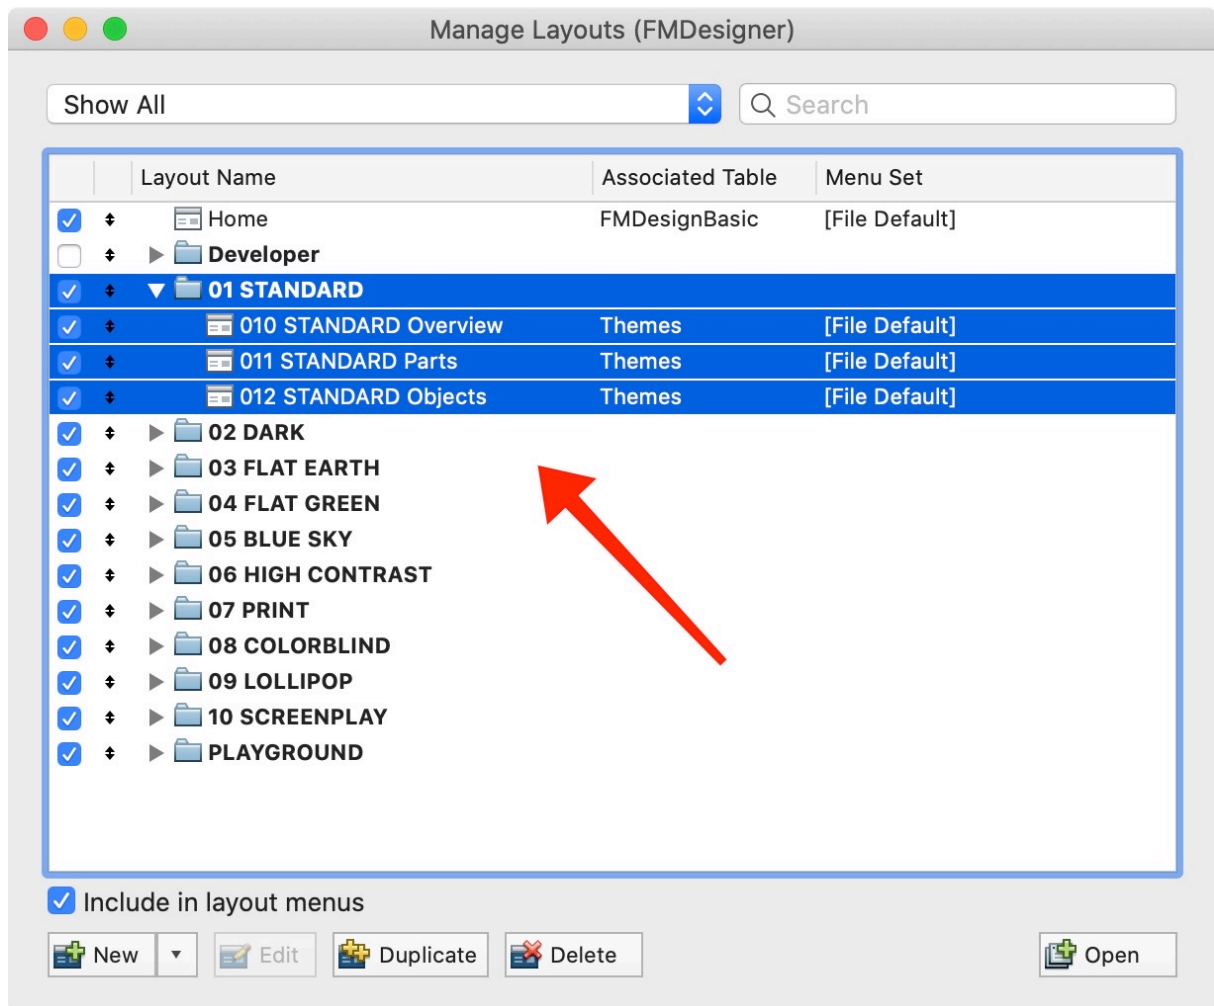 Manage Layouts (FMDesigner)
Show All Search
Layout Name Associated Table Menu Set
Home FMDesignBasic [File Default]
Developer
01 STANDARD
010 STANDARD Overview Themes [File Default]
011 STANDARD Parts Themes [File Default]
012 STANDARD Objects Themes [File Default]
02 DARK
03 FLAT EARTH
04 FLAT GREEN
05 BLUE SKY
06 HIGH CONTRAST
07 PRINT
08 COLORBLIND
09 LOLLIPOP
10 SCREENPLAY
PLAYGROUND
Include in layout menus
New Edit Duplicate Delete Open